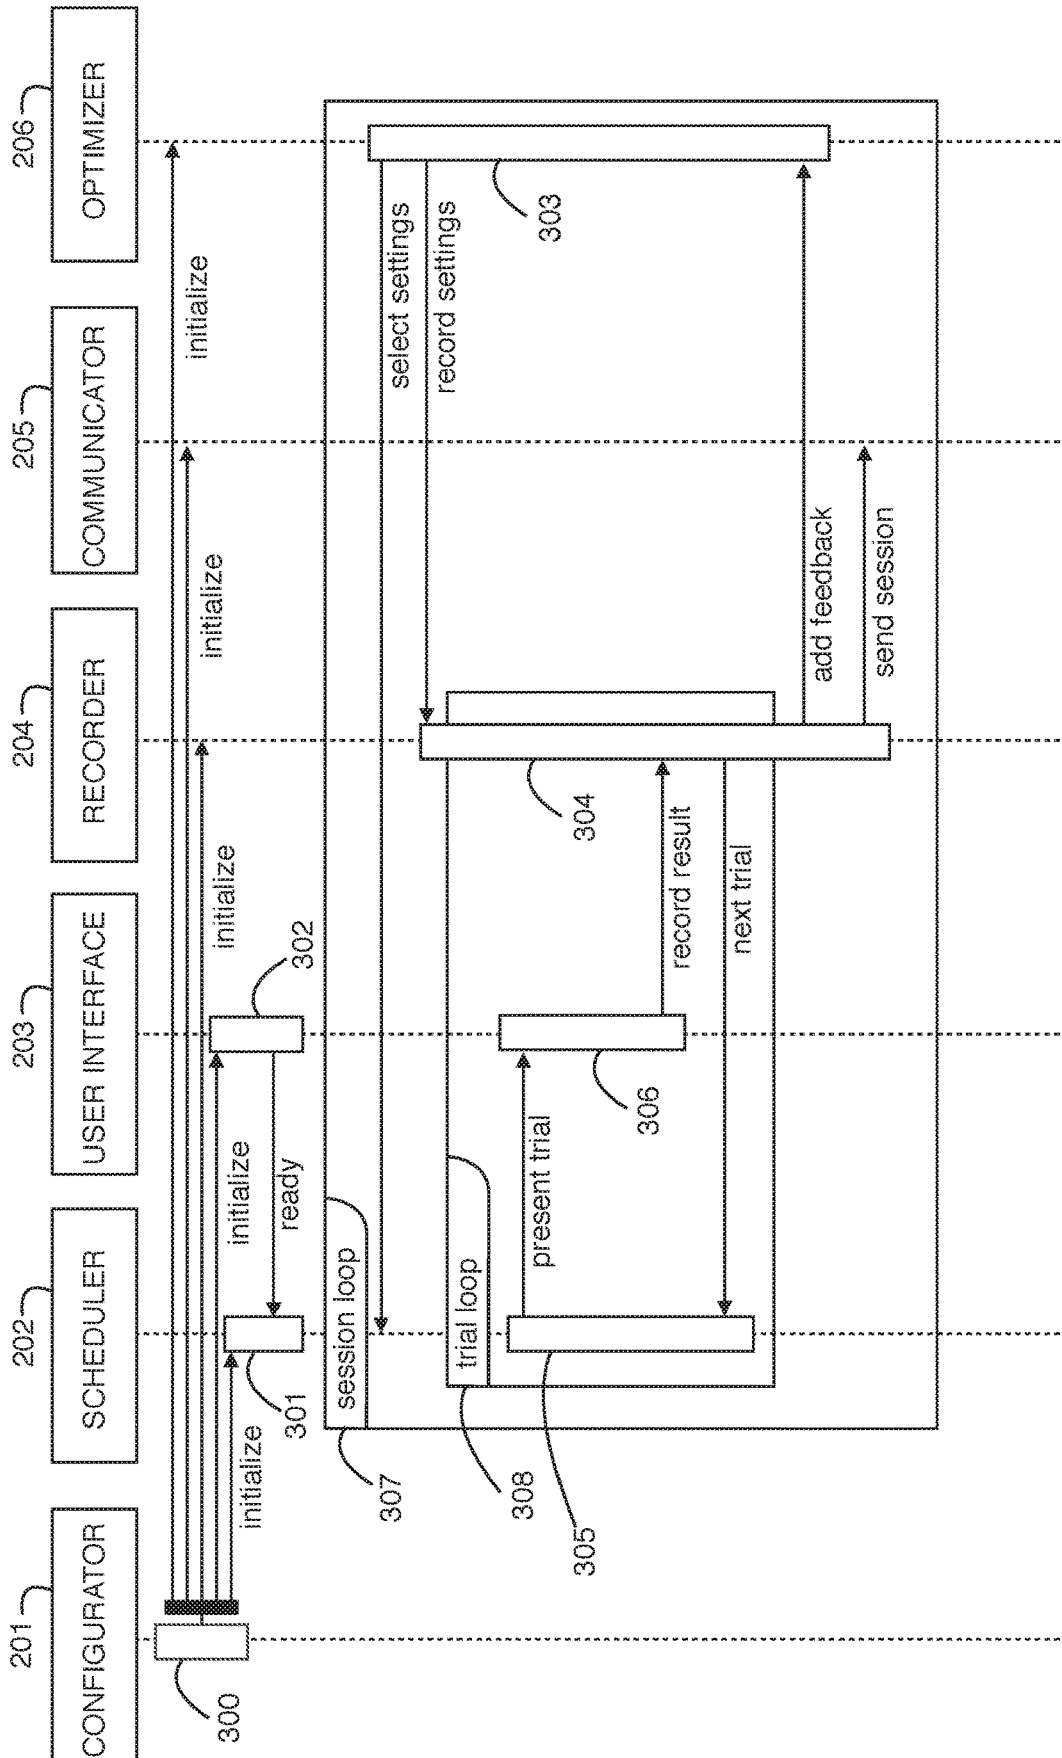 201
202
203
204
205
206
CONFIGURATOR
SCHEDULER
USER INTERFACE
RECORDER
COMMUNICATOR
OPTIMIZER
initialize
initialize
initialize
initialize
initialize
300
301
302
ready
session loop
307
select settings
record settings
303
trial loop
308
304
present trial
305
306
record result
next trial
add feedback
send session